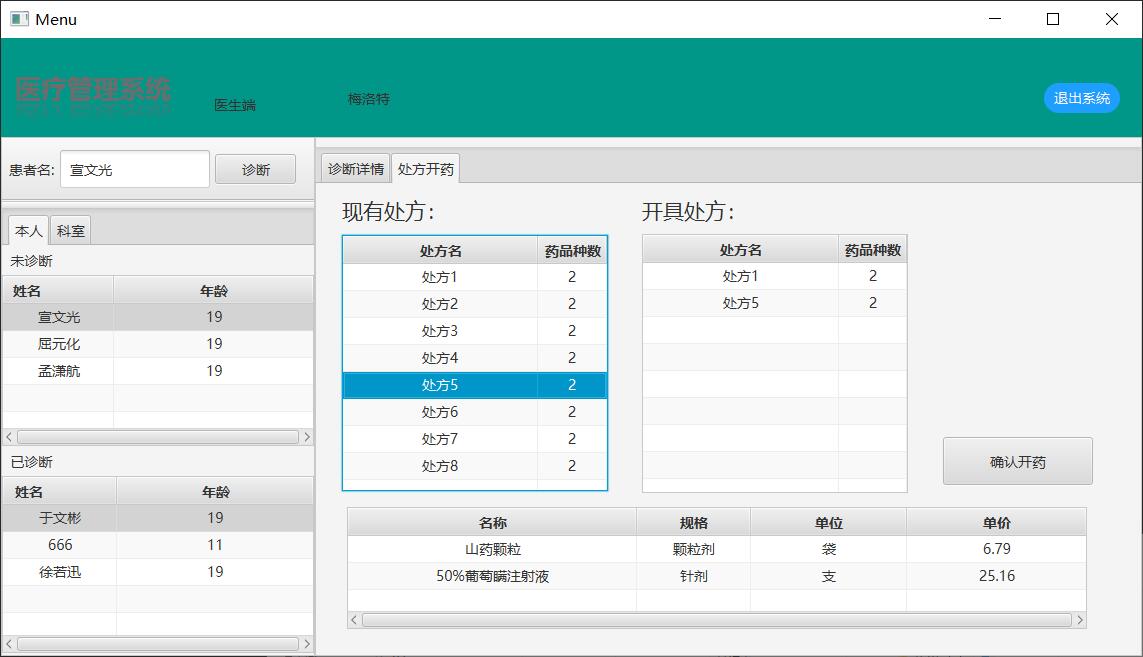 Menu
医疗管理系统
医生端
梅洛特
退出系统
患者名:
宣文光
诊断
本人 科室
未诊断
姓名 年龄
宣文光 19
屈元化 19
孟潇航 19
已诊断
姓名 年龄
于文彬 19
666 11
徐若迅 19
诊断详情 处方开药
现有处方：
处方名 药品种数
处方1 2
处方2 2
处方3 2
处方4 2
处方5 2
处方6 2
处方7 2
处方8 2
开具处方：
处方名 药品种数
处方1 2
处方5 2
确认开药
名称 规格 单位 单价
山药颗粒 颗粒剂 袋 6.79
50%葡萄瞒注射液 针剂 支 25.16